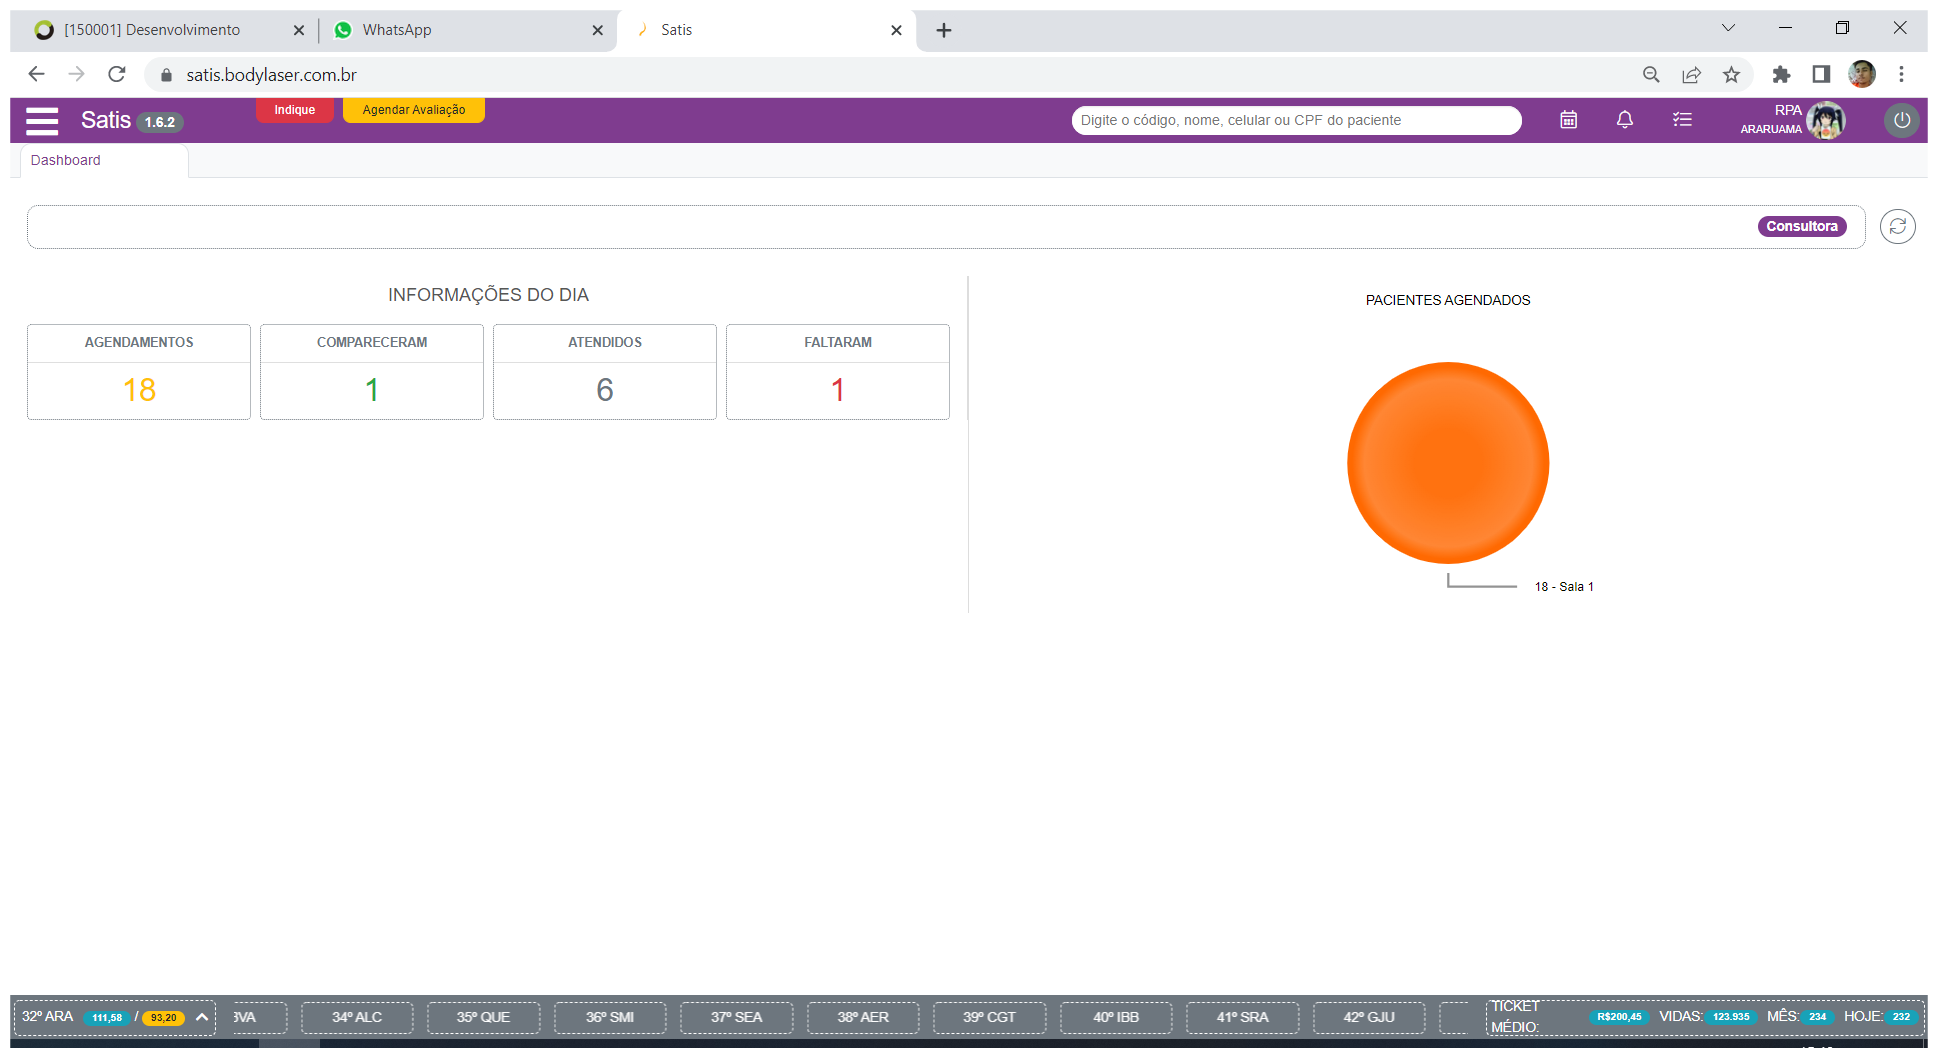 [150001] Desenvolvimento
WhatsApp
Satis
satis.bodylaser.com.br
Satis 1.6.2
Indique
Agendar Avaliação
Digite o código, nome, celular ou CPF do paciente
RPA
ARARUAMA
Dashboard
Consultora
INFORMAÇÕES DO DIA
AGENDAMENTOS
18
COMPARECERAM
1
ATENDIDOS
6
FALTARAM
1
PACIENTES AGENDADOS
18 - Sala 1
32º ARA 111,58 / 93,20
VA
34º ALC
35º QUE
36º SMI
37º SEA
38º AER
39º CGT
40º IBB
41º SRA
42º GJU
TICKET
MÉDIO: R$200,45 VIDAS: 123.935 MÊS: 234 HOJE: 232